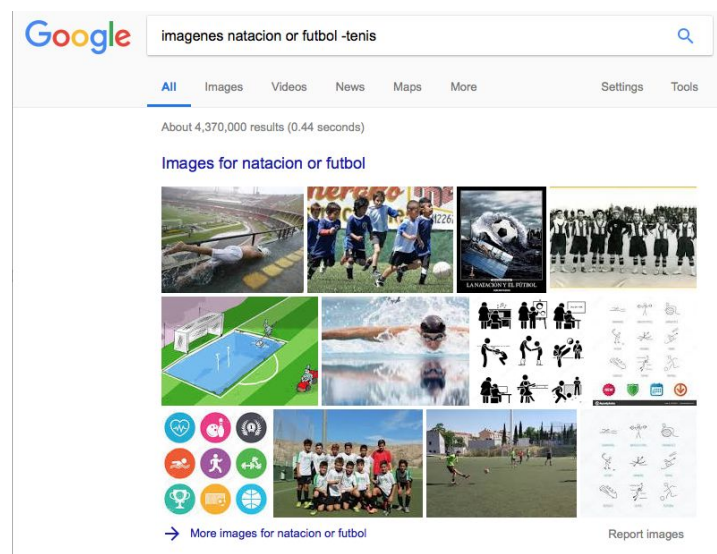 Google
imagenes natacion or futbol -tenis
All Images Videos News Maps More Settings Tools
About 4,370,000 results (0.44 seconds)
Images for natacion or futbol
LA NATACIÓN Y EL FÚTBOL
More images for natacion or futbol
Report images